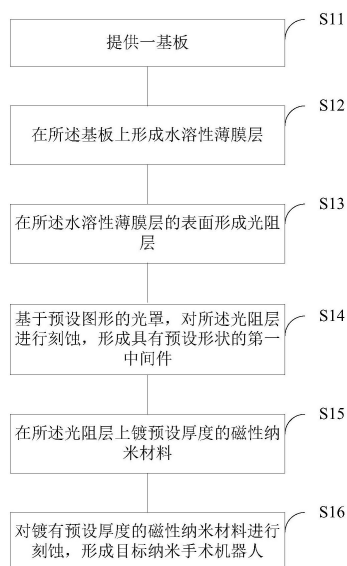 S11
提供一基板
S12
在所述基板上形成水溶性薄膜层
S13
在所述水溶性薄膜层的表面形成光阻
层
S14
基于预设图形的光罩，对所述光阻层
进行刻蚀，形成具有预设形状的第一
中间件
S15
在所述光阻层上镀预设厚度的磁性纳
米材料
S16
对镀有预设厚度的磁性纳米材料进行
刻蚀，形成目标纳米手术机器人